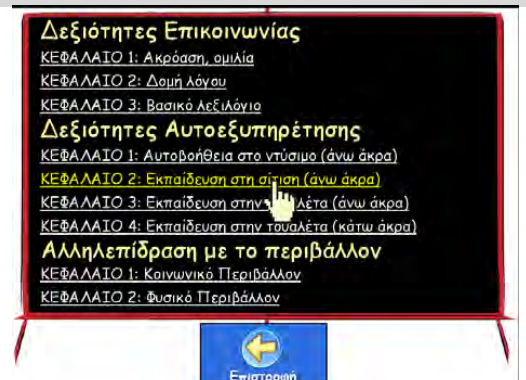 Δεξιότητες Επικοινωνίας
ΚΕΦΑΛΑΙΟ 1: Ακρόαση, ομιλία
ΚΕΦΑΛΑΙΟ 2: Δομή λόγου
ΚΕΦΑΛΑΙΟ 3: Βασικό λεξιλόγιο
Δεξιότητες Αυτοεξυπηρέτησης
ΚΕΦΑΛΑΙΟ 1: Αυτοβοήθεια στο ντύσιμο (άνω άκρα)
ΚΕΦΑΛΑΙΟ 2: Εκπαίδευση στη σίτιση (άνω άκρα)
ΚΕΦΑΛΑΙΟ 3: Εκπαίδευση στην τουαλέτα (άνω άκρα)
ΚΕΦΑΛΑΙΟ 4: Εκπαίδευση στην τουαλέτα (κάτω άκρα)
Αλληλεπίδραση με το περιβάλλον
ΚΕΦΑΛΑΙΟ 1: Κοινωνικό Περιβάλλον
ΚΕΦΑΛΑΙΟ 2: Φυσικό Περιβάλλον
Επιστροφή